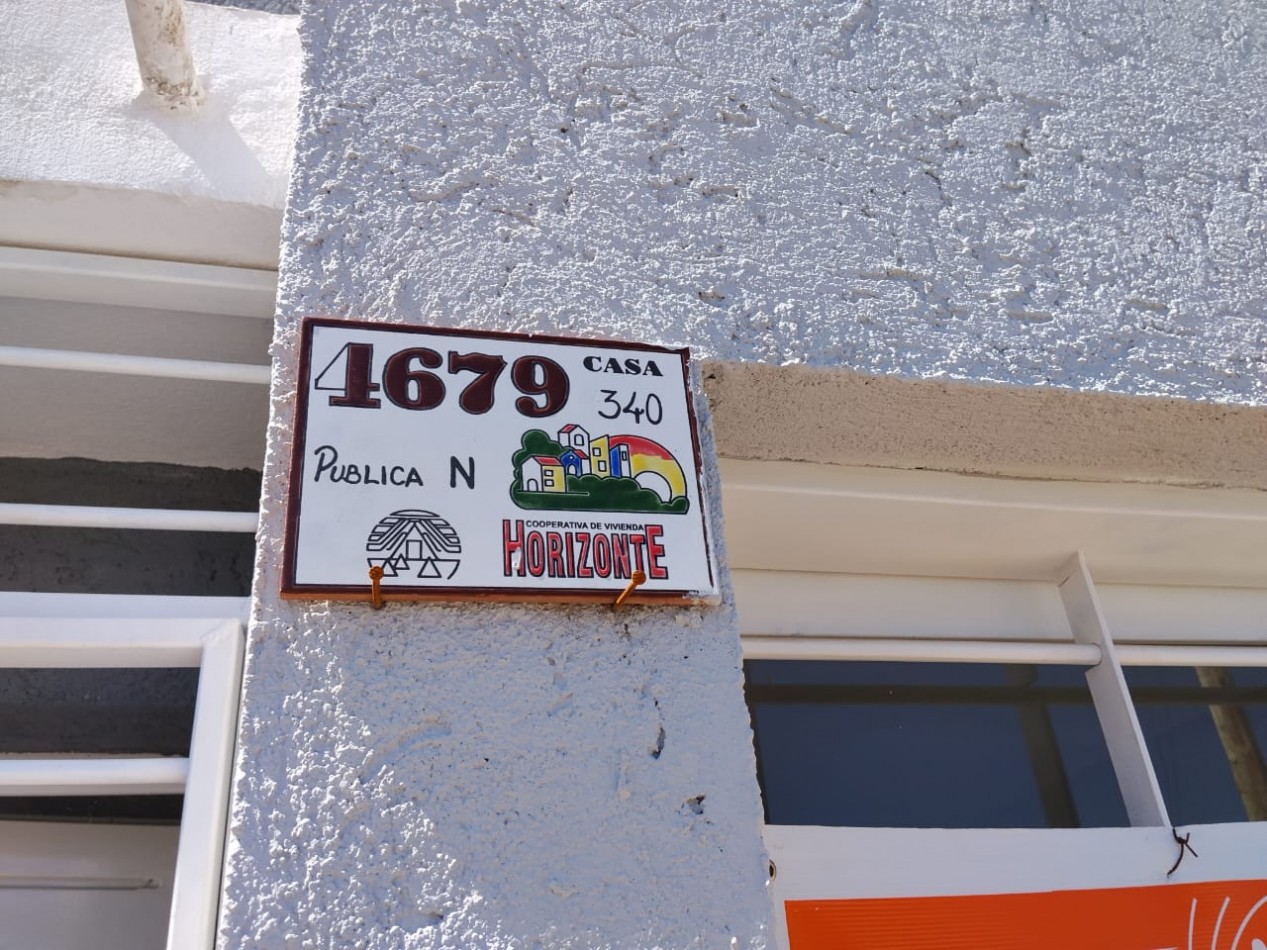 4679 CASA
340
PUBLICA N
COOPERATIVA DE VIVIENDA
HORIZONTE